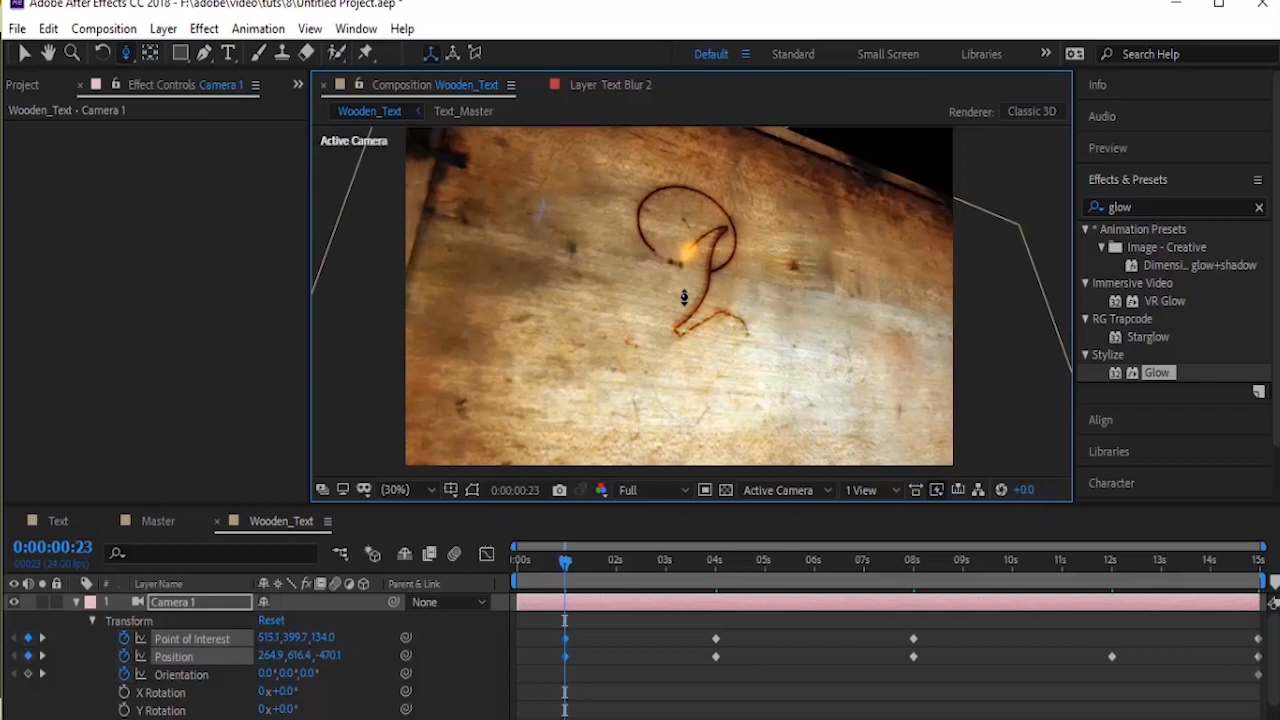 Adobe After Effects CC 2018 - F:\adobe\video\tuts\8\Untitled Project.aep *
File Edit Composition Layer Effect Animation View Window Help
Default Standard Small Screen Libraries Search Help
Project Effect Controls Camera 1 Composition Wooden_Text Layer Text Blur 2 Info
Wooden_Text • Camera 1 Wooden_Text Text_Master Renderer: Classic 3D
Active Camera
Audio
Preview
Effects & Presets
glow
* Animation Presets
Image - Creative
Dimensi... glow+shadow
Immersive Video
VR Glow
RG Trapcode
Starglow
Stylize
Glow
Align
Libraries
Character
(30%) 0:00:00:23 Full Active Camera 1 View +0.0
Text Master Wooden_Text
0:00:00:23
00023 (24.00 fps)
:00s 02s 04s 05s 06s 07s 08s 09s 10s 11s 12s 13s 14s 15s
# Layer Name Parent & Link
1 Camera 1 None
Transform Reset
Point of Interest 515.1,399.7,134.0
Position 264.9,616.4,-470.1
Orientation 0.0°,0.0°,0.0°
X Rotation 0x+0.0°
Y Rotation 0x+0.0°